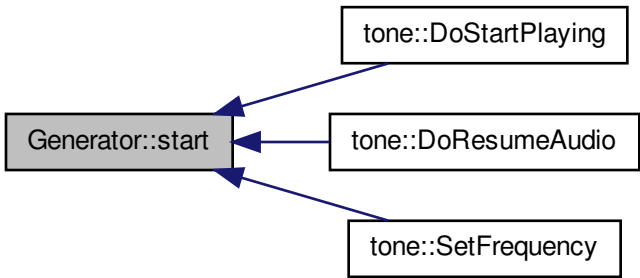 tone::DoStartPlaying
Generator::start
tone::DoResumeAudio
tone::SetFrequency